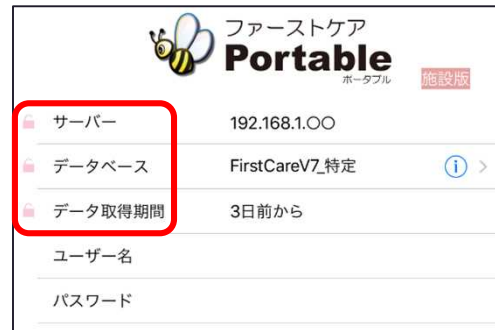 ファーストケア
Portable
ポータブル
施設版
サーバー 192.168.1.〇〇
データベース FirstCareV7_特定
データ取得期間 3日前から
ユーザー名
パスワード